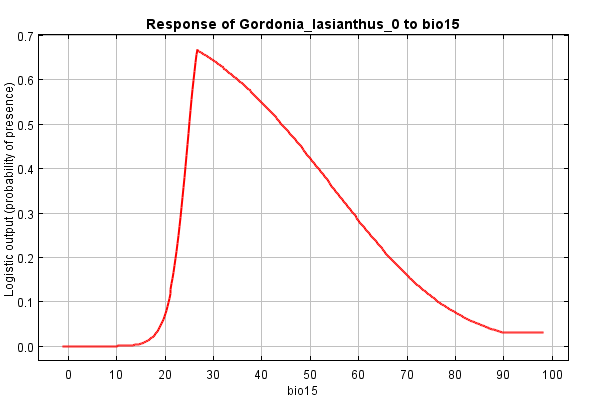 Response of Gordonia_lasianthus_0 to bio15
Logistic output (probability of presence)
0.7
0.6
0.5
0.4
0.3
0.2
0.1
0.0
0 10 20 30 40 50 60 70 80 90 100
bio15